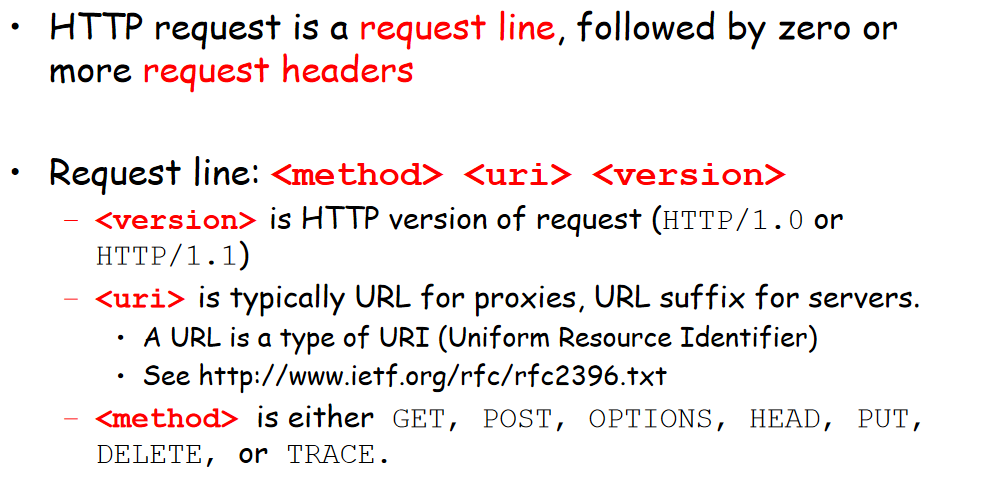 • HTTP request is a request line, followed by zero or
more request headers
• Request line: <method> <uri> <version>
– <version> is HTTP version of request (HTTP/1.0 or
HTTP/1.1)
– <uri> is typically URL for proxies, URL suffix for servers.
• A URL is a type of URI (Uniform Resource Identifier)
• See http://www.ietf.org/rfc/rfc2396.txt
– <method> is either GET, POST, OPTIONS, HEAD, PUT,
DELETE, or TRACE.